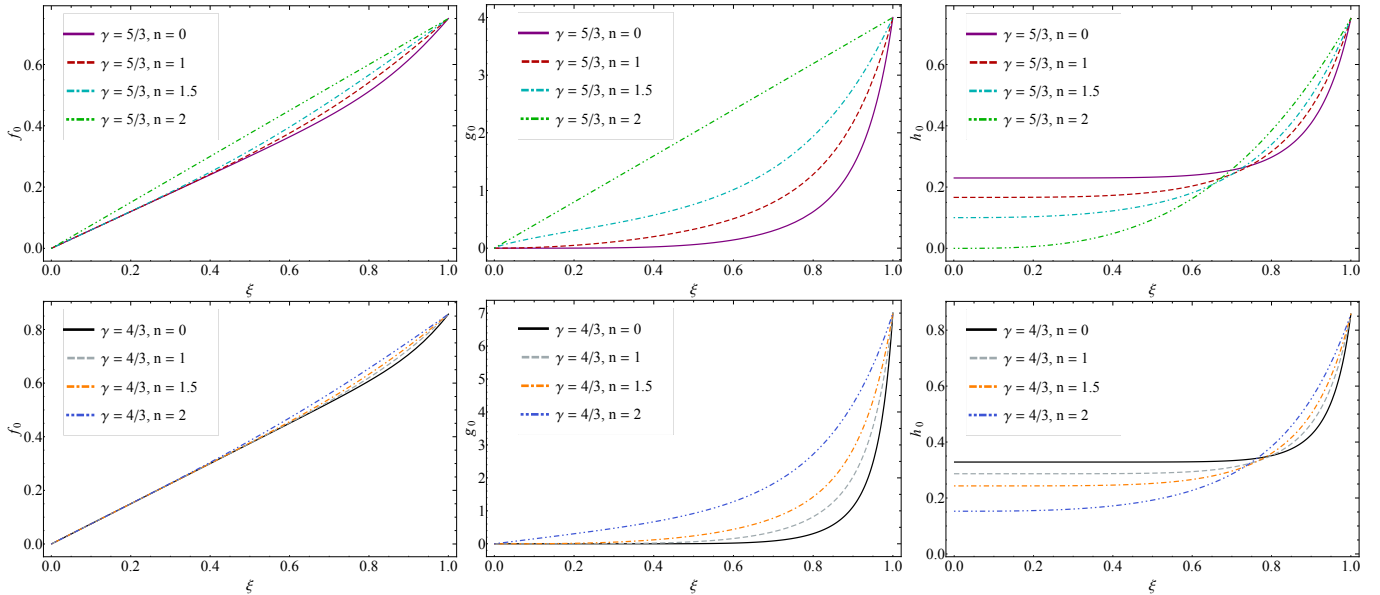 γ = 5/3, n = 0
γ = 5/3, n = 1
γ = 5/3, n = 1.5
γ = 5/3, n = 2
f₀
0.6
0.4
0.2
0.0
0.0 0.2 0.4 0.6 0.8 1.0
ξ
γ = 5/3, n = 0
γ = 5/3, n = 1
γ = 5/3, n = 1.5
γ = 5/3, n = 2
g₀
4
3
2
1
0
0.0 0.2 0.4 0.6 0.8 1.0
ξ
γ = 5/3, n = 0
γ = 5/3, n = 1
γ = 5/3, n = 1.5
γ = 5/3, n = 2
h₀
0.6
0.4
0.2
0.0
0.0 0.2 0.4 0.6 0.8 1.0
ξ
γ = 4/3, n = 0
γ = 4/3, n = 1
γ = 4/3, n = 1.5
γ = 4/3, n = 2
f₀
0.8
0.6
0.4
0.2
0.0
0.0 0.2 0.4 0.6 0.8 1.0
ξ
γ = 4/3, n = 0
γ = 4/3, n = 1
γ = 4/3, n = 1.5
γ = 4/3, n = 2
g₀
7
6
5
4
3
2
1
0
0.0 0.2 0.4 0.6 0.8 1.0
ξ
γ = 4/3, n = 0
γ = 4/3, n = 1
γ = 4/3, n = 1.5
γ = 4/3, n = 2
h₀
0.8
0.6
0.4
0.2
0.0
0.0 0.2 0.4 0.6 0.8 1.0
ξ